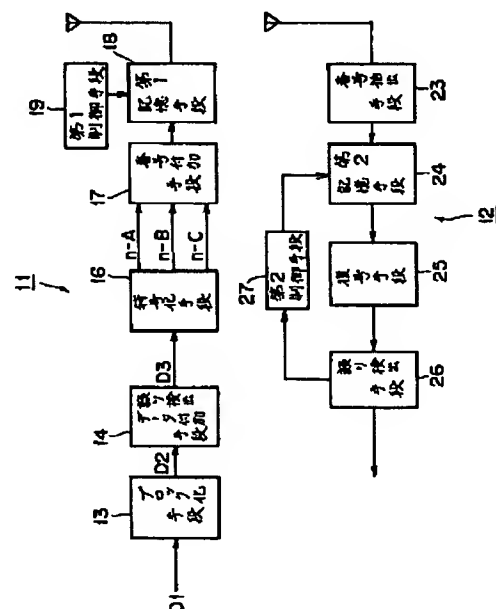 11
D1
13
ブロック化手段
D2
14
誤り検出データ付加手段
D3
16
符号化手段
n-A
n-B
n-C
17
番号付加手段
18
第1記憶手段
19
第1制御手段
12
23
番号抽出手段
24
第2記憶手段
25
復号手段
26
誤り検出手段
27
第2制御手段